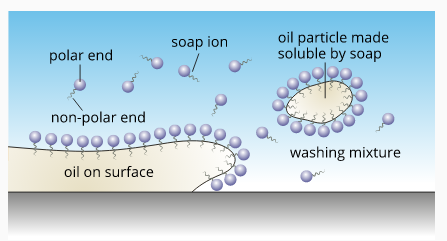 polar end
soap ion
oil particle made
soluble by soap
non-polar end
washing mixture
oil on surface